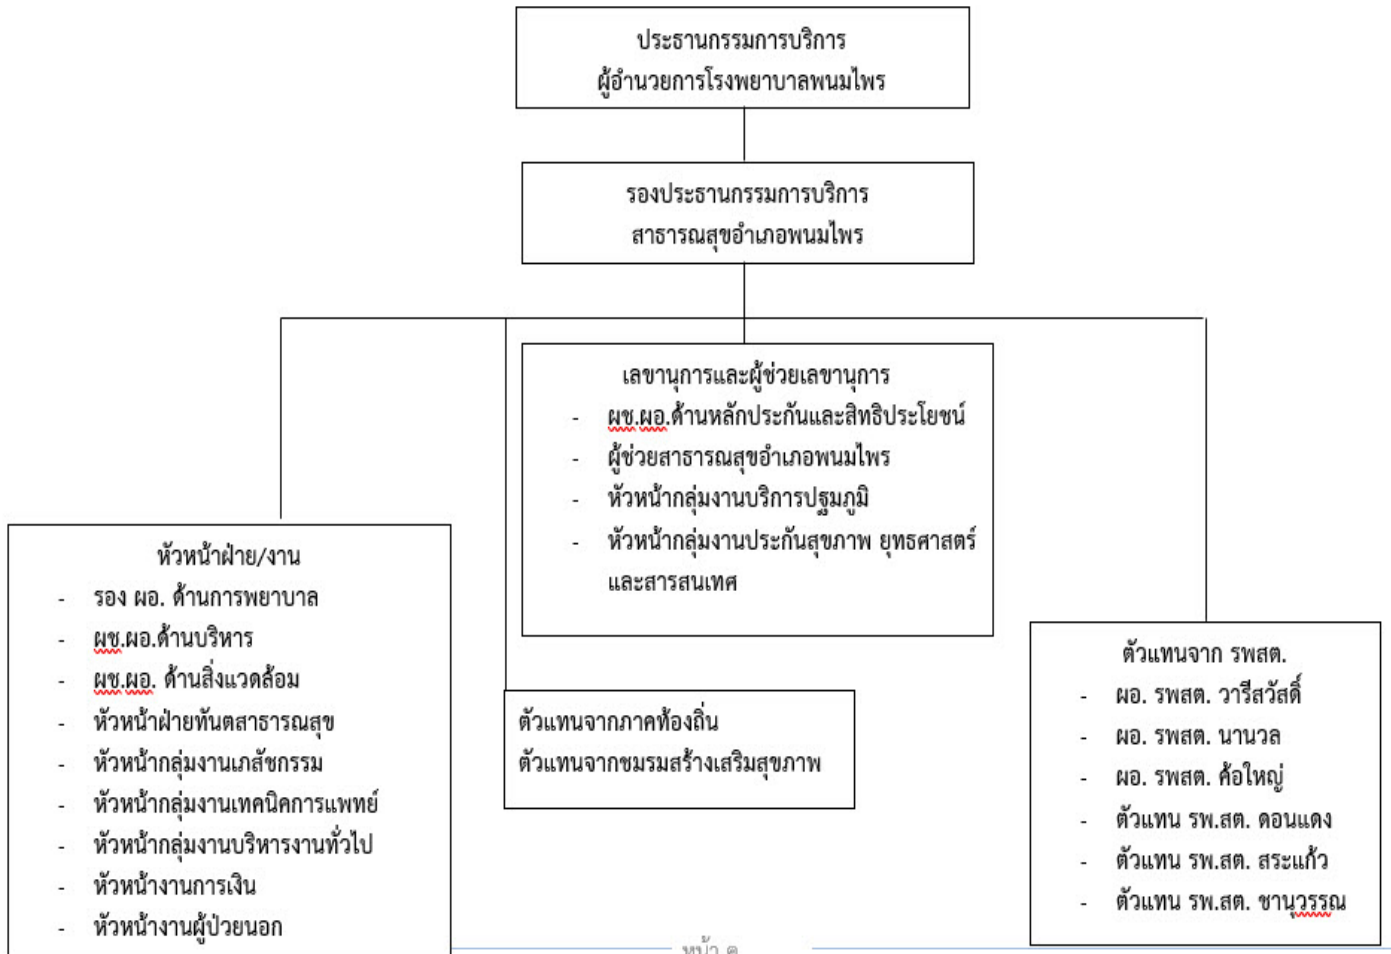 ประธานกรรมการบริการ
ผู้อำนวยการโรงพยาบาลพนมไพร
รองประธานกรรมการบริการ
สาธารณสุขอำเภอพนมไพร
เลขานุการและผู้ช่วยเลขานุการ
- ผช.ผอ.ด้านหลักประกันและสิทธิประโยชน์
- ผู้ช่วยสาธารณสุขอำเภอพนมไพร
- หัวหน้ากลุ่มงานบริการปฐมภูมิ
- หัวหน้ากลุ่มงานประกันสุขภาพ ยุทธศาสตร์
และสารสนเทศ
หัวหน้าฝ่าย/งาน
- รอง ผอ. ด้านการพยาบาล
- ผช.ผอ.ด้านบริหาร
- ผช.ผอ. ด้านสิ่งแวดล้อม
- หัวหน้าฝ่ายทันตสาธารณสุข
- หัวหน้ากลุ่มงานเภสัชกรรม
- หัวหน้ากลุ่มงานเทคนิคการแพทย์
- หัวหน้ากลุ่มงานบริหารงานทั่วไป
- หัวหน้างานการเงิน
- หัวหน้างานผู้ป่วยนอก
ตัวแทนจากภาคท้องถิ่น
ตัวแทนจากชมรมสร้างเสริมสุขภาพ
ตัวแทนจาก รพสต.
- ผอ. รพสต. วารีสวัสดิ์
- ผอ. รพสต. นานวล
- ผอ. รพสต. ค้อใหญ่
- ตัวแทน รพ.สต. ดอนแดง
- ตัวแทน รพ.สต. สระแก้ว
- ตัวแทน รพ.สต. ชานุวรรณ
หน้า